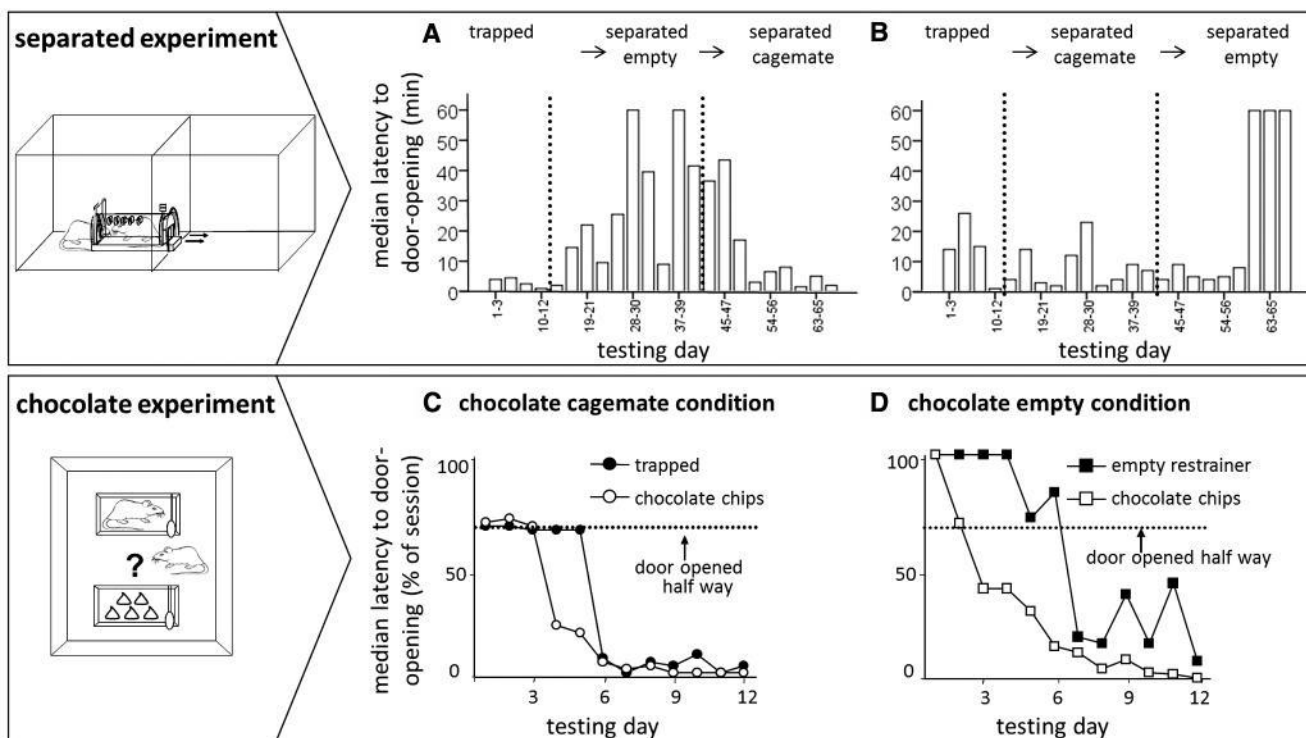 separated experiment
A
trapped
→ separated empty
→ separated cagemate
median latency to door-opening (min)
60
50
40
30
20
10
0
1-3
10-12
19-21
28-30
37-39
45-47
54-56
63-65
testing day
B
trapped
→ separated cagemate
→ separated empty
60
50
40
30
20
10
0
1-3
10-12
19-21
28-30
37-39
45-47
54-56
63-65
testing day
chocolate experiment
?
C chocolate cagemate condition
median latency to door-opening (% of session)
100
50
0
trapped
chocolate chips
door opened
half way
3
6
9
12
testing day
D chocolate empty condition
100
50
0
empty restrainer
chocolate chips
door opened half way
3
6
9
12
testing day